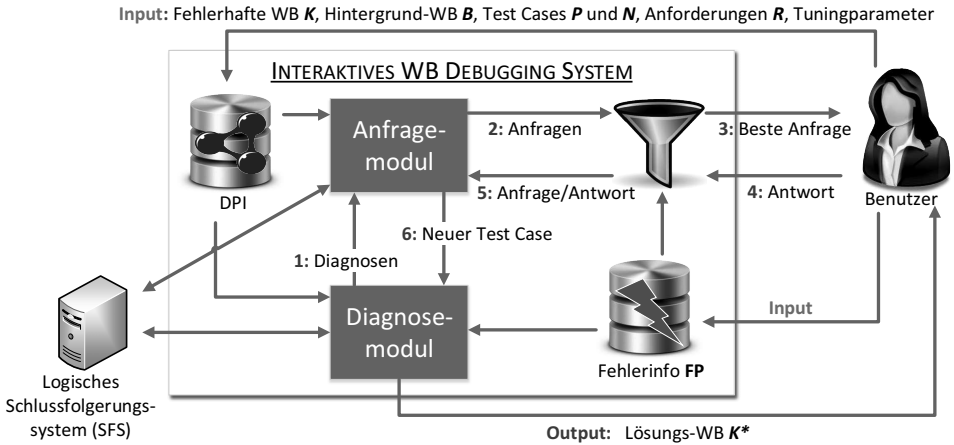 Input: Fehlerhafte WB K, Hintergrund-WB B, Test Cases P und N, Anforderungen R, Tuningparameter
INTERAKTIVES WB DEBUGGING SYSTEM
Anfrage-
modul
2: Anfragen
3: Beste Anfrage
5: Anfrage/Antwort
4: Antwort
DPI
Benutzer
6: Neuer Test Case
1: Diagnosen
Input
Diagnose-
modul
Fehlerinfo FP
Logisches
Schlussfolgerungs-
system (SFS)
Output: Lösungs-WB K*